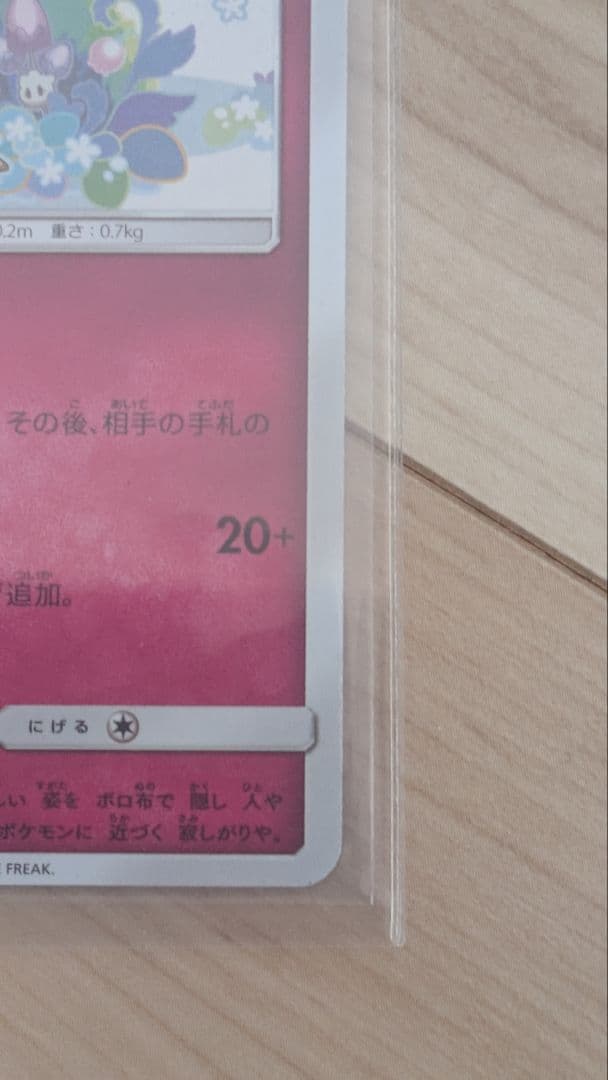 0.2m 重さ：0.7kg
その後、相手の手札の
20+
追加。
にげる
しい 姿を ボロ布で 隠し 人や
ポケモンに 近づく 寂しがりや。
FREAK.